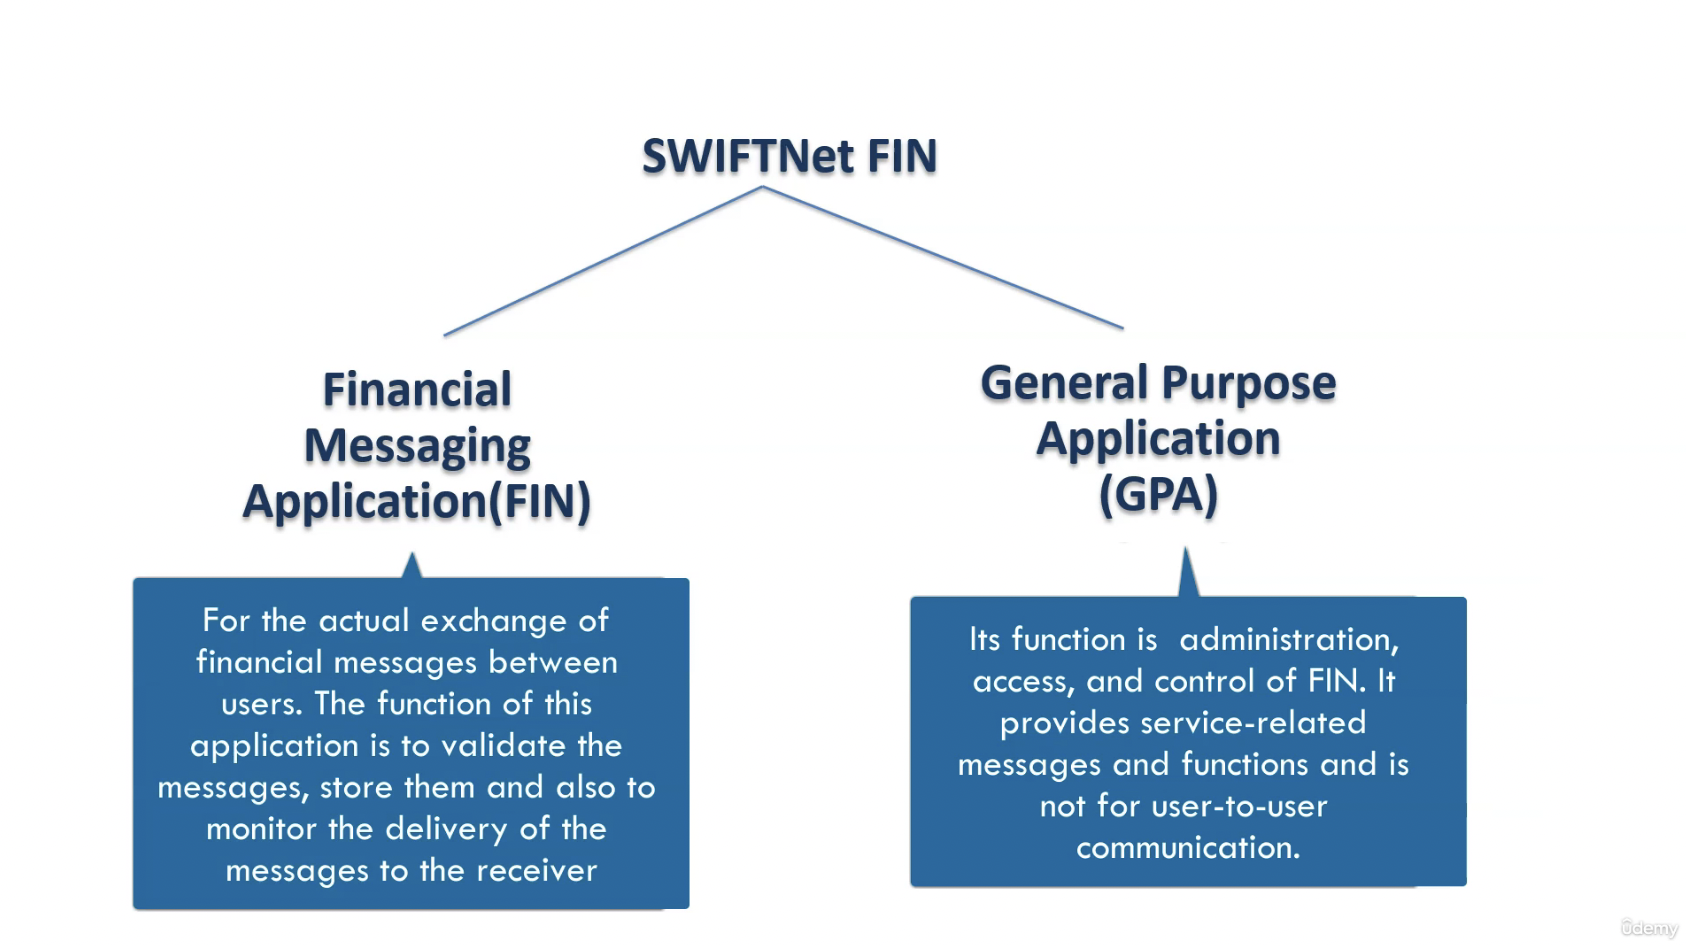 SWIFTNet FIN
Financial
Messaging
Application(FIN)
General Purpose
Application
(GPA)
For the actual exchange of
financial messages between
users. The function of this
application is to validate the
messages, store them and also to
monitor the delivery of the
messages to the receiver
Its function is administration,
access, and control of FIN. It
provides service-related
messages and functions and is
not for user-to-user
communication.
ûdemy